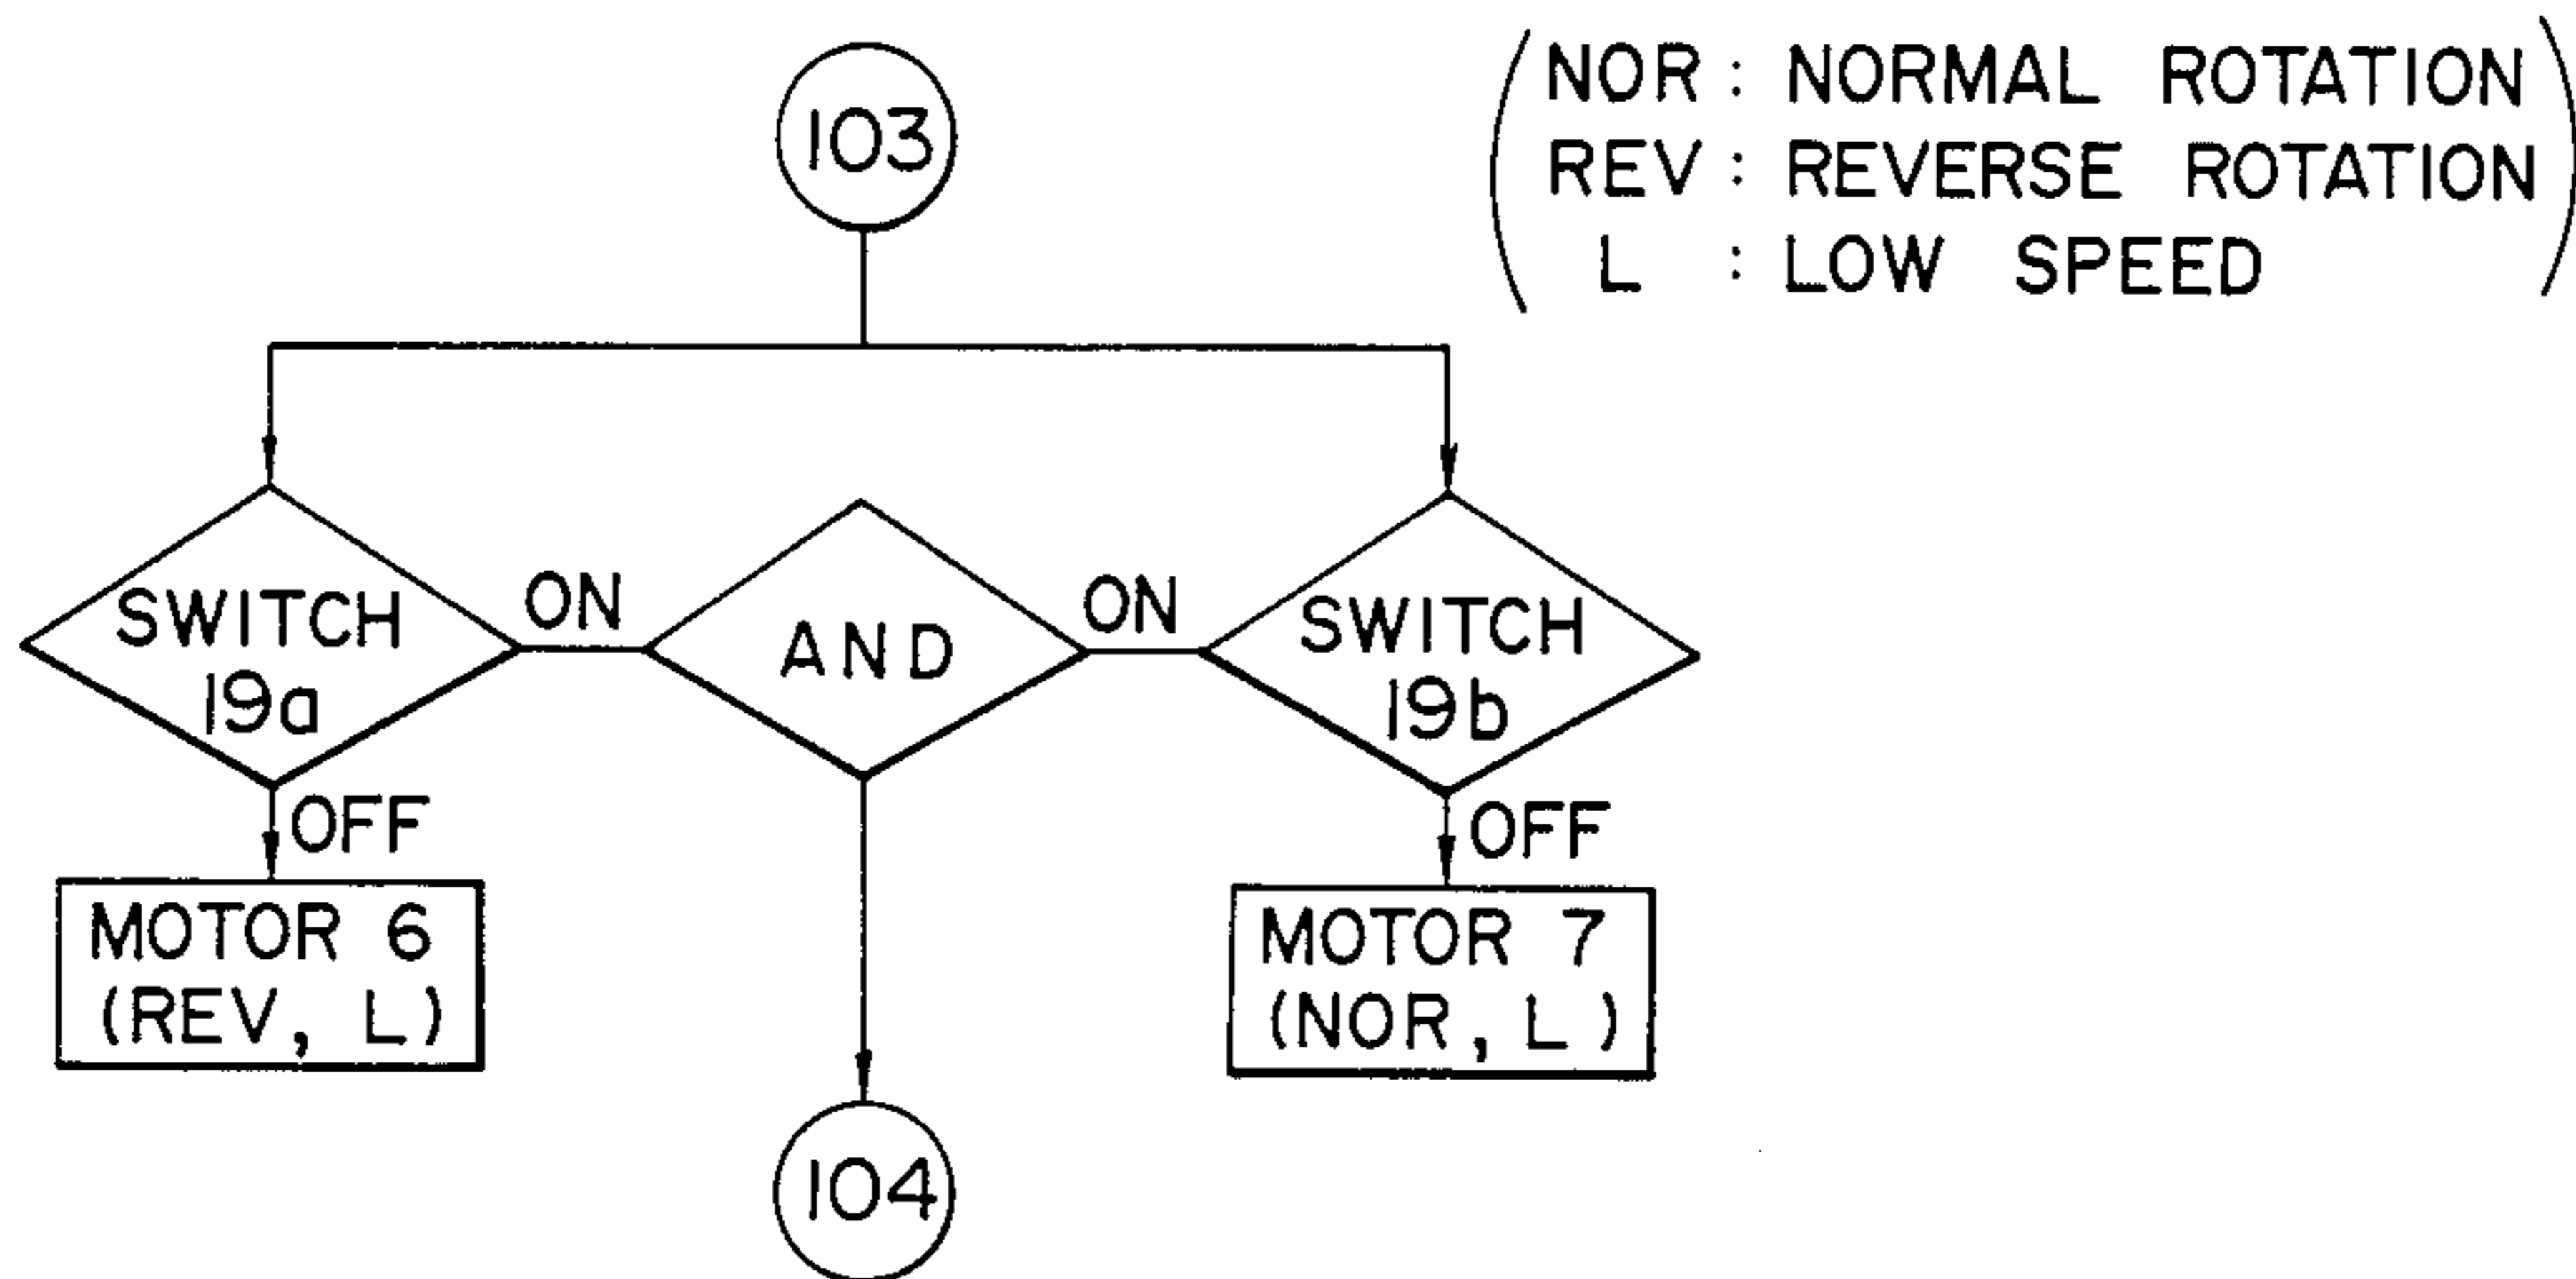 103
NOR : NORMAL ROTATION
REV : REVERSE ROTATION
L : LOW SPEED
SWITCH
19a
ON
AND
ON
SWITCH
19b
OFF
OFF
MOTOR 6
(REV, L)
MOTOR 7
(NOR, L)
104